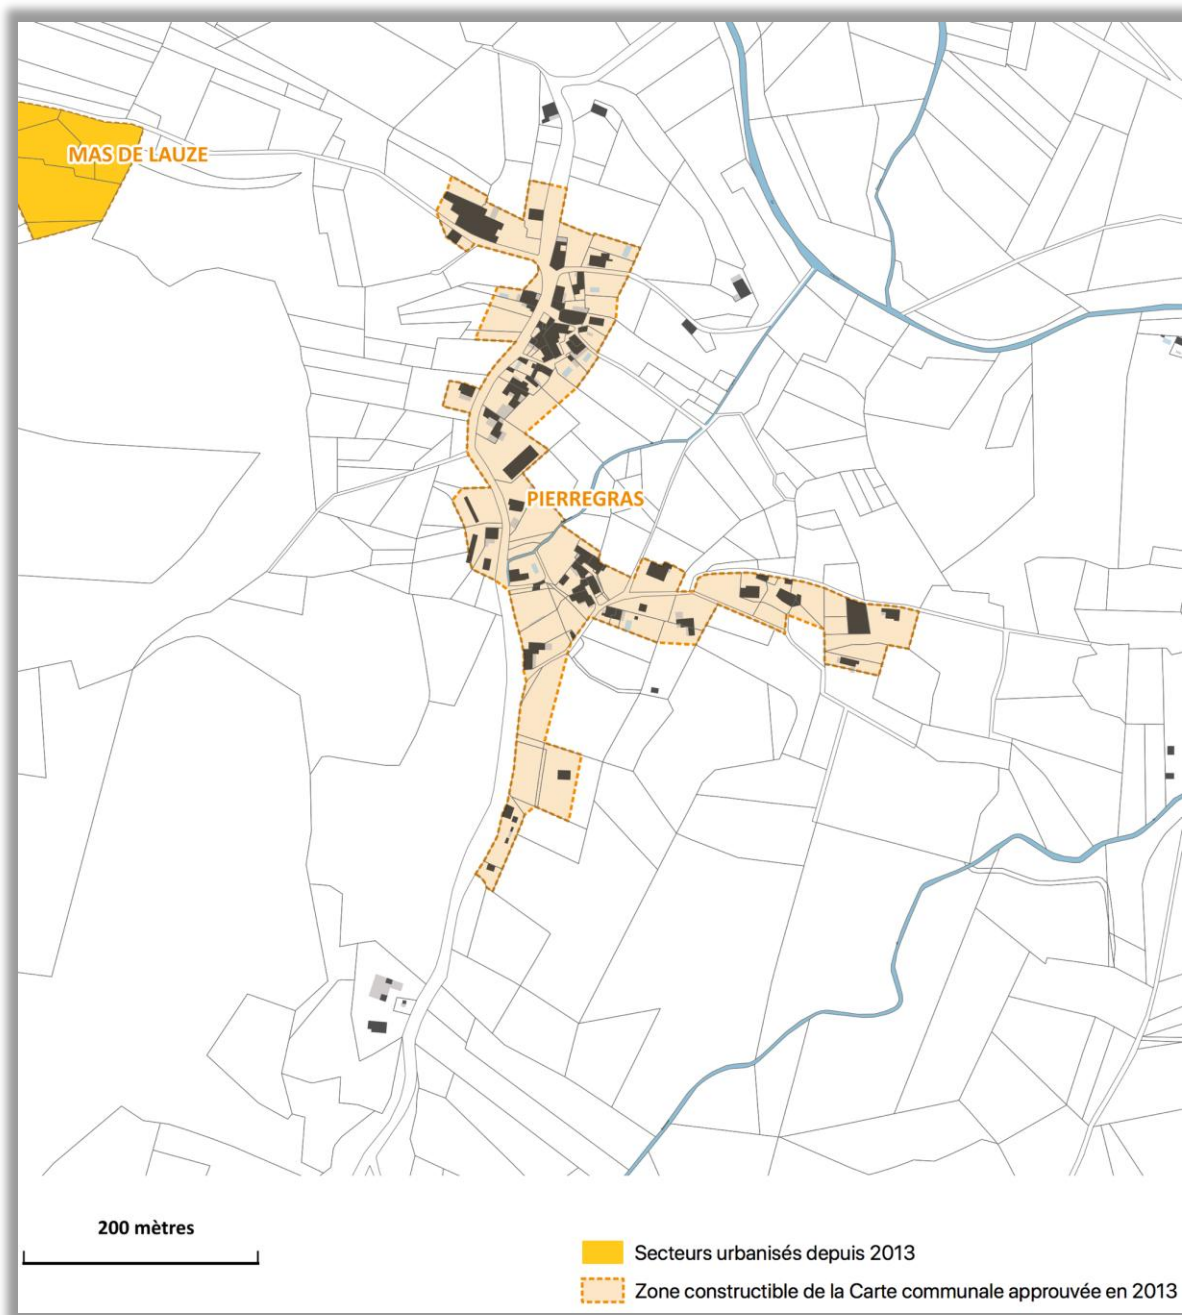 MAS DE LAUZE
PIERREGRAS
200 mètres
Secteurs urbanisés depuis 2013
Zone constructible de la Carte communale approuvée en 2013